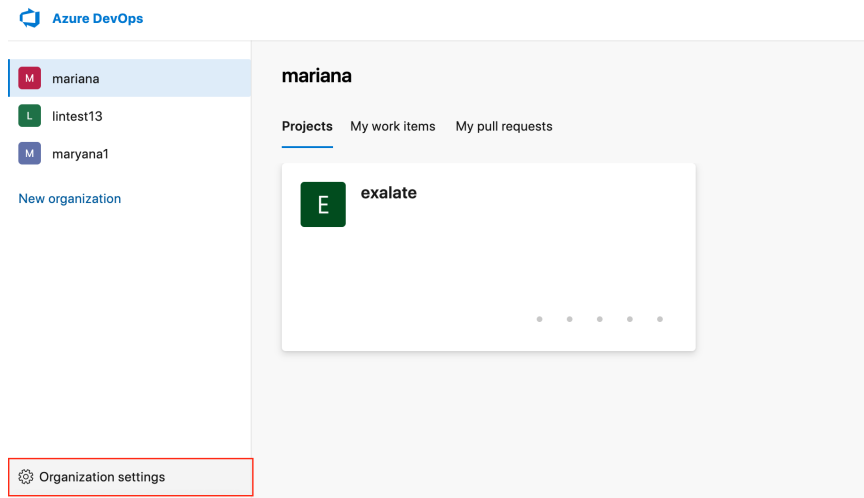 Azure DevOps
M mariana
L lintest13
M maryana1
New organization
Organization settings
mariana
Projects My work items My pull requests
E exalate